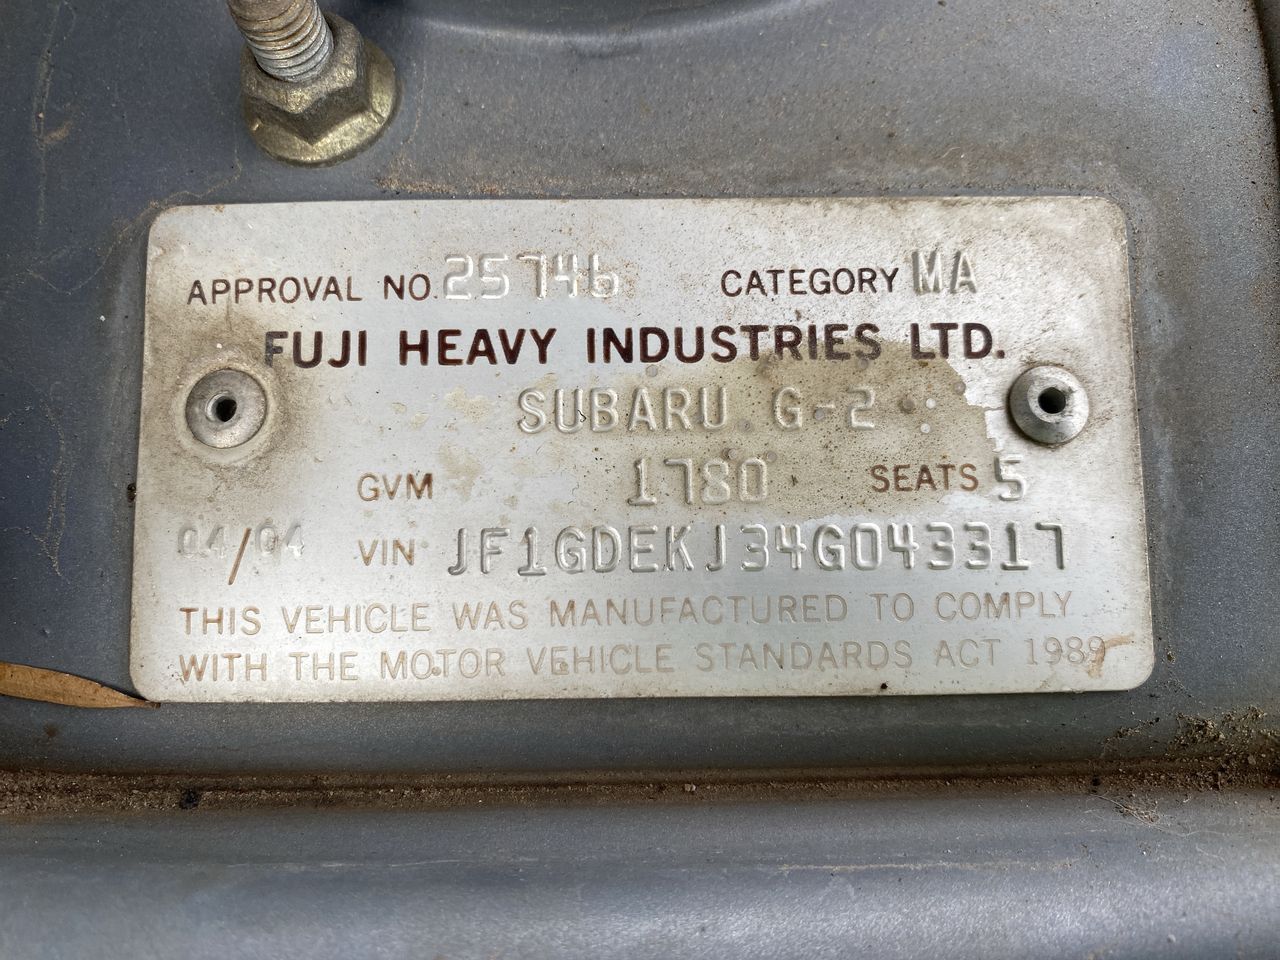 APPROVAL NO. 25746 CATEGORY MA
FUJI HEAVY INDUSTRIES LTD.
SUBARU G-2
GVM 1780 SEATS 5
04/04 VIN JF1GDEKJ34G043317
THIS VEHICLE WAS MANUFACTURED TO COMPLY
WITH THE MOTOR VEHICLE STANDARDS ACT 1989